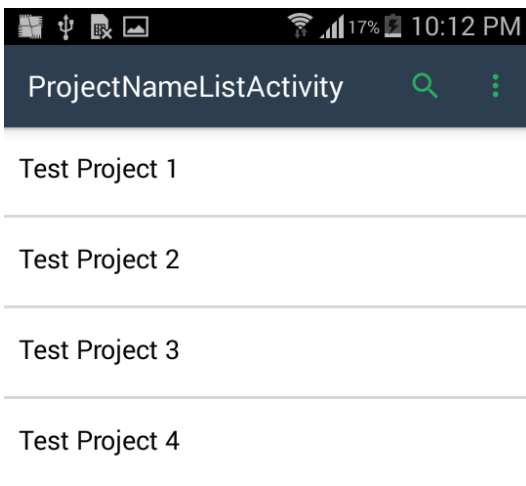 17% 10:12 PM
ProjectNameListActivity
Test Project 1
Test Project 2
Test Project 3
Test Project 4